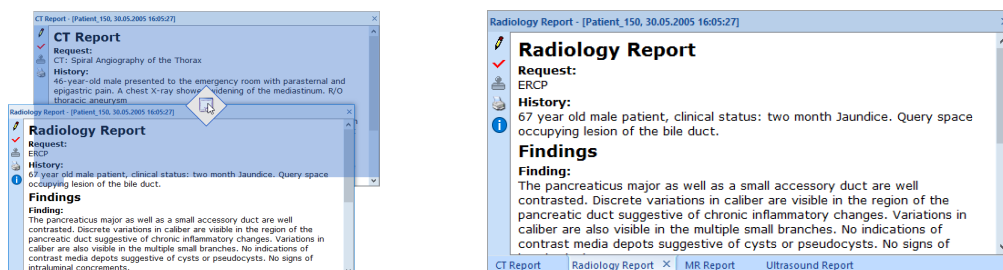 CT Report - [Patient_150, 30.05.2005 16:05:27]
CT Report
Request:
CT: Spiral Angiography of the Thorax
History:
46-year-old male presented to the emergency room with parasternal and
epigastric pain. A chest X-ray shows widening of the mediastinum. R/O
thoracic aneurysm
Radiology Report - [Patient_150, 30.05.2005 16:05:27]
Radiology Report
Request:
ERCP
History:
67 year old male patient, clinical status: two month Jaundice. Query space
occupying lesion of the bile duct.
Findings
Finding:
The pancreaticus major as well as a small accessory duct are well
contrasted. Discrete variations in caliber are visible in the region of the
pancreatic duct suggestive of chronic inflammatory changes. Variations in
caliber are also visible in the multiple small branches. No indications of
contrast media depots suggestive of cysts or pseudocysts. No signs of
intraluminal concrements.
Radiology Report - [Patient_150, 30.05.2005 16:05:27]
Radiology Report
Request:
ERCP
History:
67 year old male patient, clinical status: two month Jaundice. Query space
occupying lesion of the bile duct.
Findings
Finding:
The pancreaticus major as well as a small accessory duct are well
contrasted. Discrete variations in caliber are visible in the region of the
pancreatic duct suggestive of chronic inflammatory changes. Variations in
caliber are also visible in the multiple small branches. No indications of
contrast media depots suggestive of cysts or pseudocysts. No signs of
CT Report Radiology Report MR Report Ultrasound Report